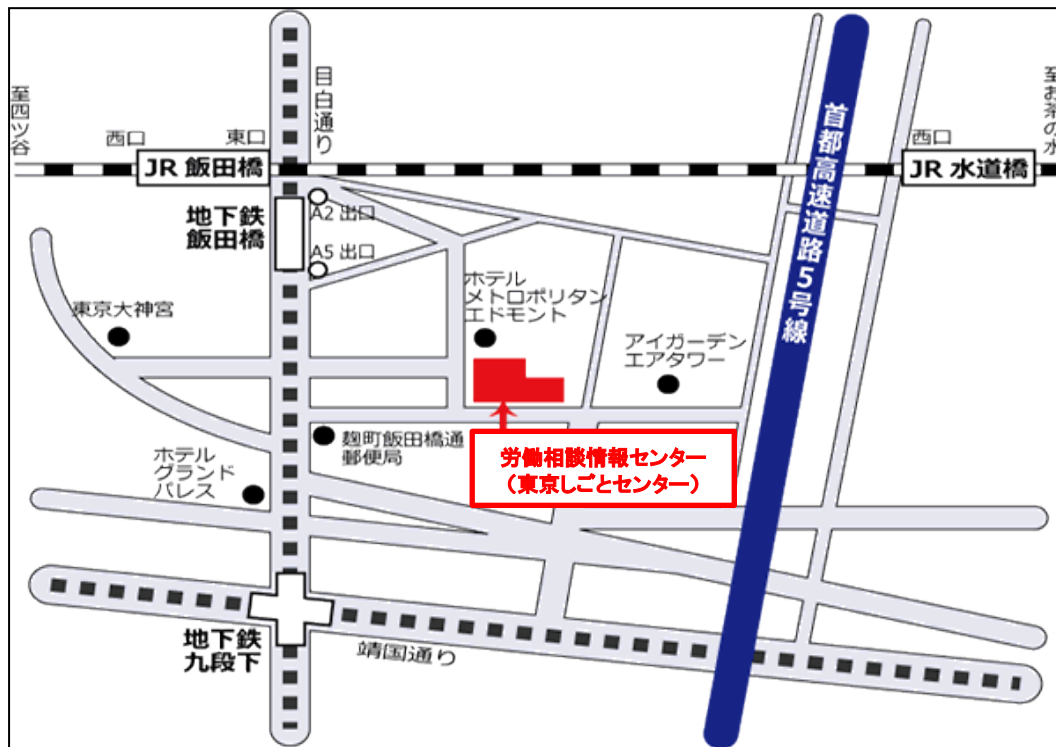 至四ツ谷
西口
東口
目白通り
JR 飯田橋
地下鉄
飯田橋
A2 出口
A5 出口
首都高速道路5号線
西口
至お茶の水
JR 水道橋
東京大神宮
ホテル
メトロポリタン
エドモント
アイガーデン
エアタワー
麹町飯田橋通
郵便局
労働相談情報センター
（東京しごとセンター）
ホテル
グランド
パレス
地下鉄
九段下
靖国通り